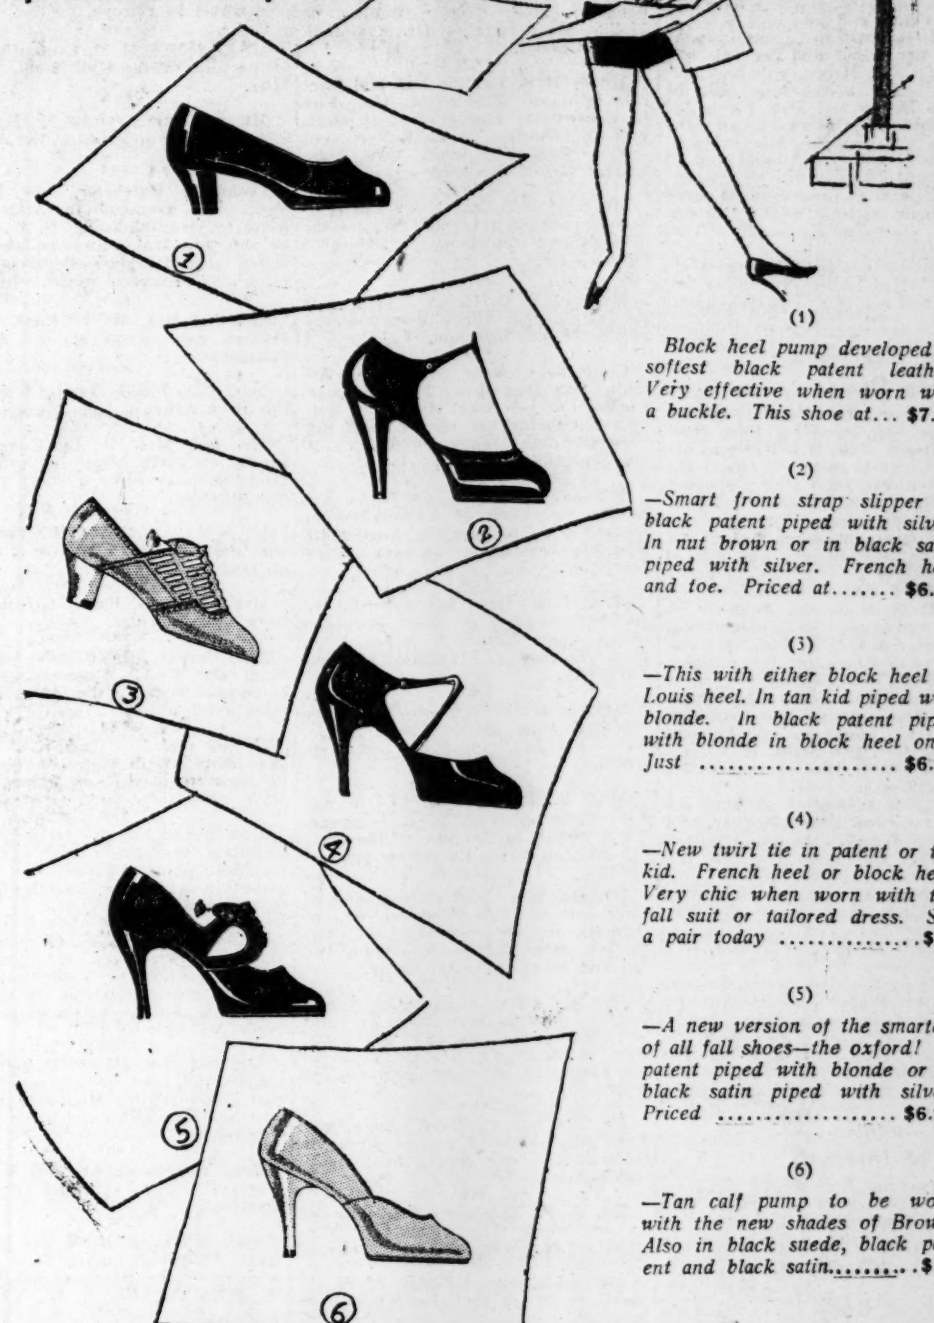 1
(1)
Block heel pump developed
softest black patent leath
Very effective when worn w
a buckle. This shoe at... $7.
2
(2)
—Smart front strap slipper
black patent piped with silv
In nut brown or in black sa
piped with silver. French h
and toe. Priced at....... $6.
3
(3)
—This with either block heel
Louis heel. In tan kid piped w
blonde. In black patent pip
with blonde in block heel on
Just .................... $6.
4
(4)
—New twirl tie in patent or t
kid. French heel or block he
Very chic when worn with t
fall suit or tailored dress. S
a pair today ............... $
5
(5)
—A new version of the smart
of all fall shoes—the oxford!
patent piped with blonde or
black satin piped with silv
Priced ................... $6.
6
(6)
—Tan calf pump to be wo
with the new shades of Brow
Also in black suede, black p
ent and black satin......... $